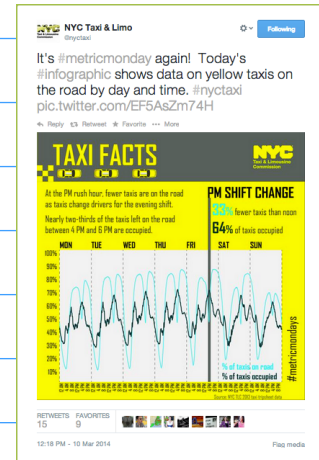 NYC Taxi & Limo
@nyctaxi
Following
It's #metricmonday again! Today's
#infographic shows data on yellow taxis on
the road by day and time. #nyctaxi
pic.twitter.com/EF5AsZm74H
Reply Retweet Favorite More
TAXI FACTS
NYC
Taxi & Limousine
Commission
At the PM rush hour, fewer taxis are on the road
as taxis change drivers for the evening shift.
Nearly two-thirds of the taxis left on the road
between 4 PM and 6 PM are occupied.
PM SHIFT CHANGE
33% fewer taxis than noon
64% of taxis occupied
MON TUE WED THU FRI SAT SUN
100%
90%
80%
70%
60%
50%
40%
30%
20%
10%
% of taxis on road
% of taxis occupied
#metricmondays
RETWEETS FAVORITES
15 9
12:18 PM - 10 Mar 2014
Flag media